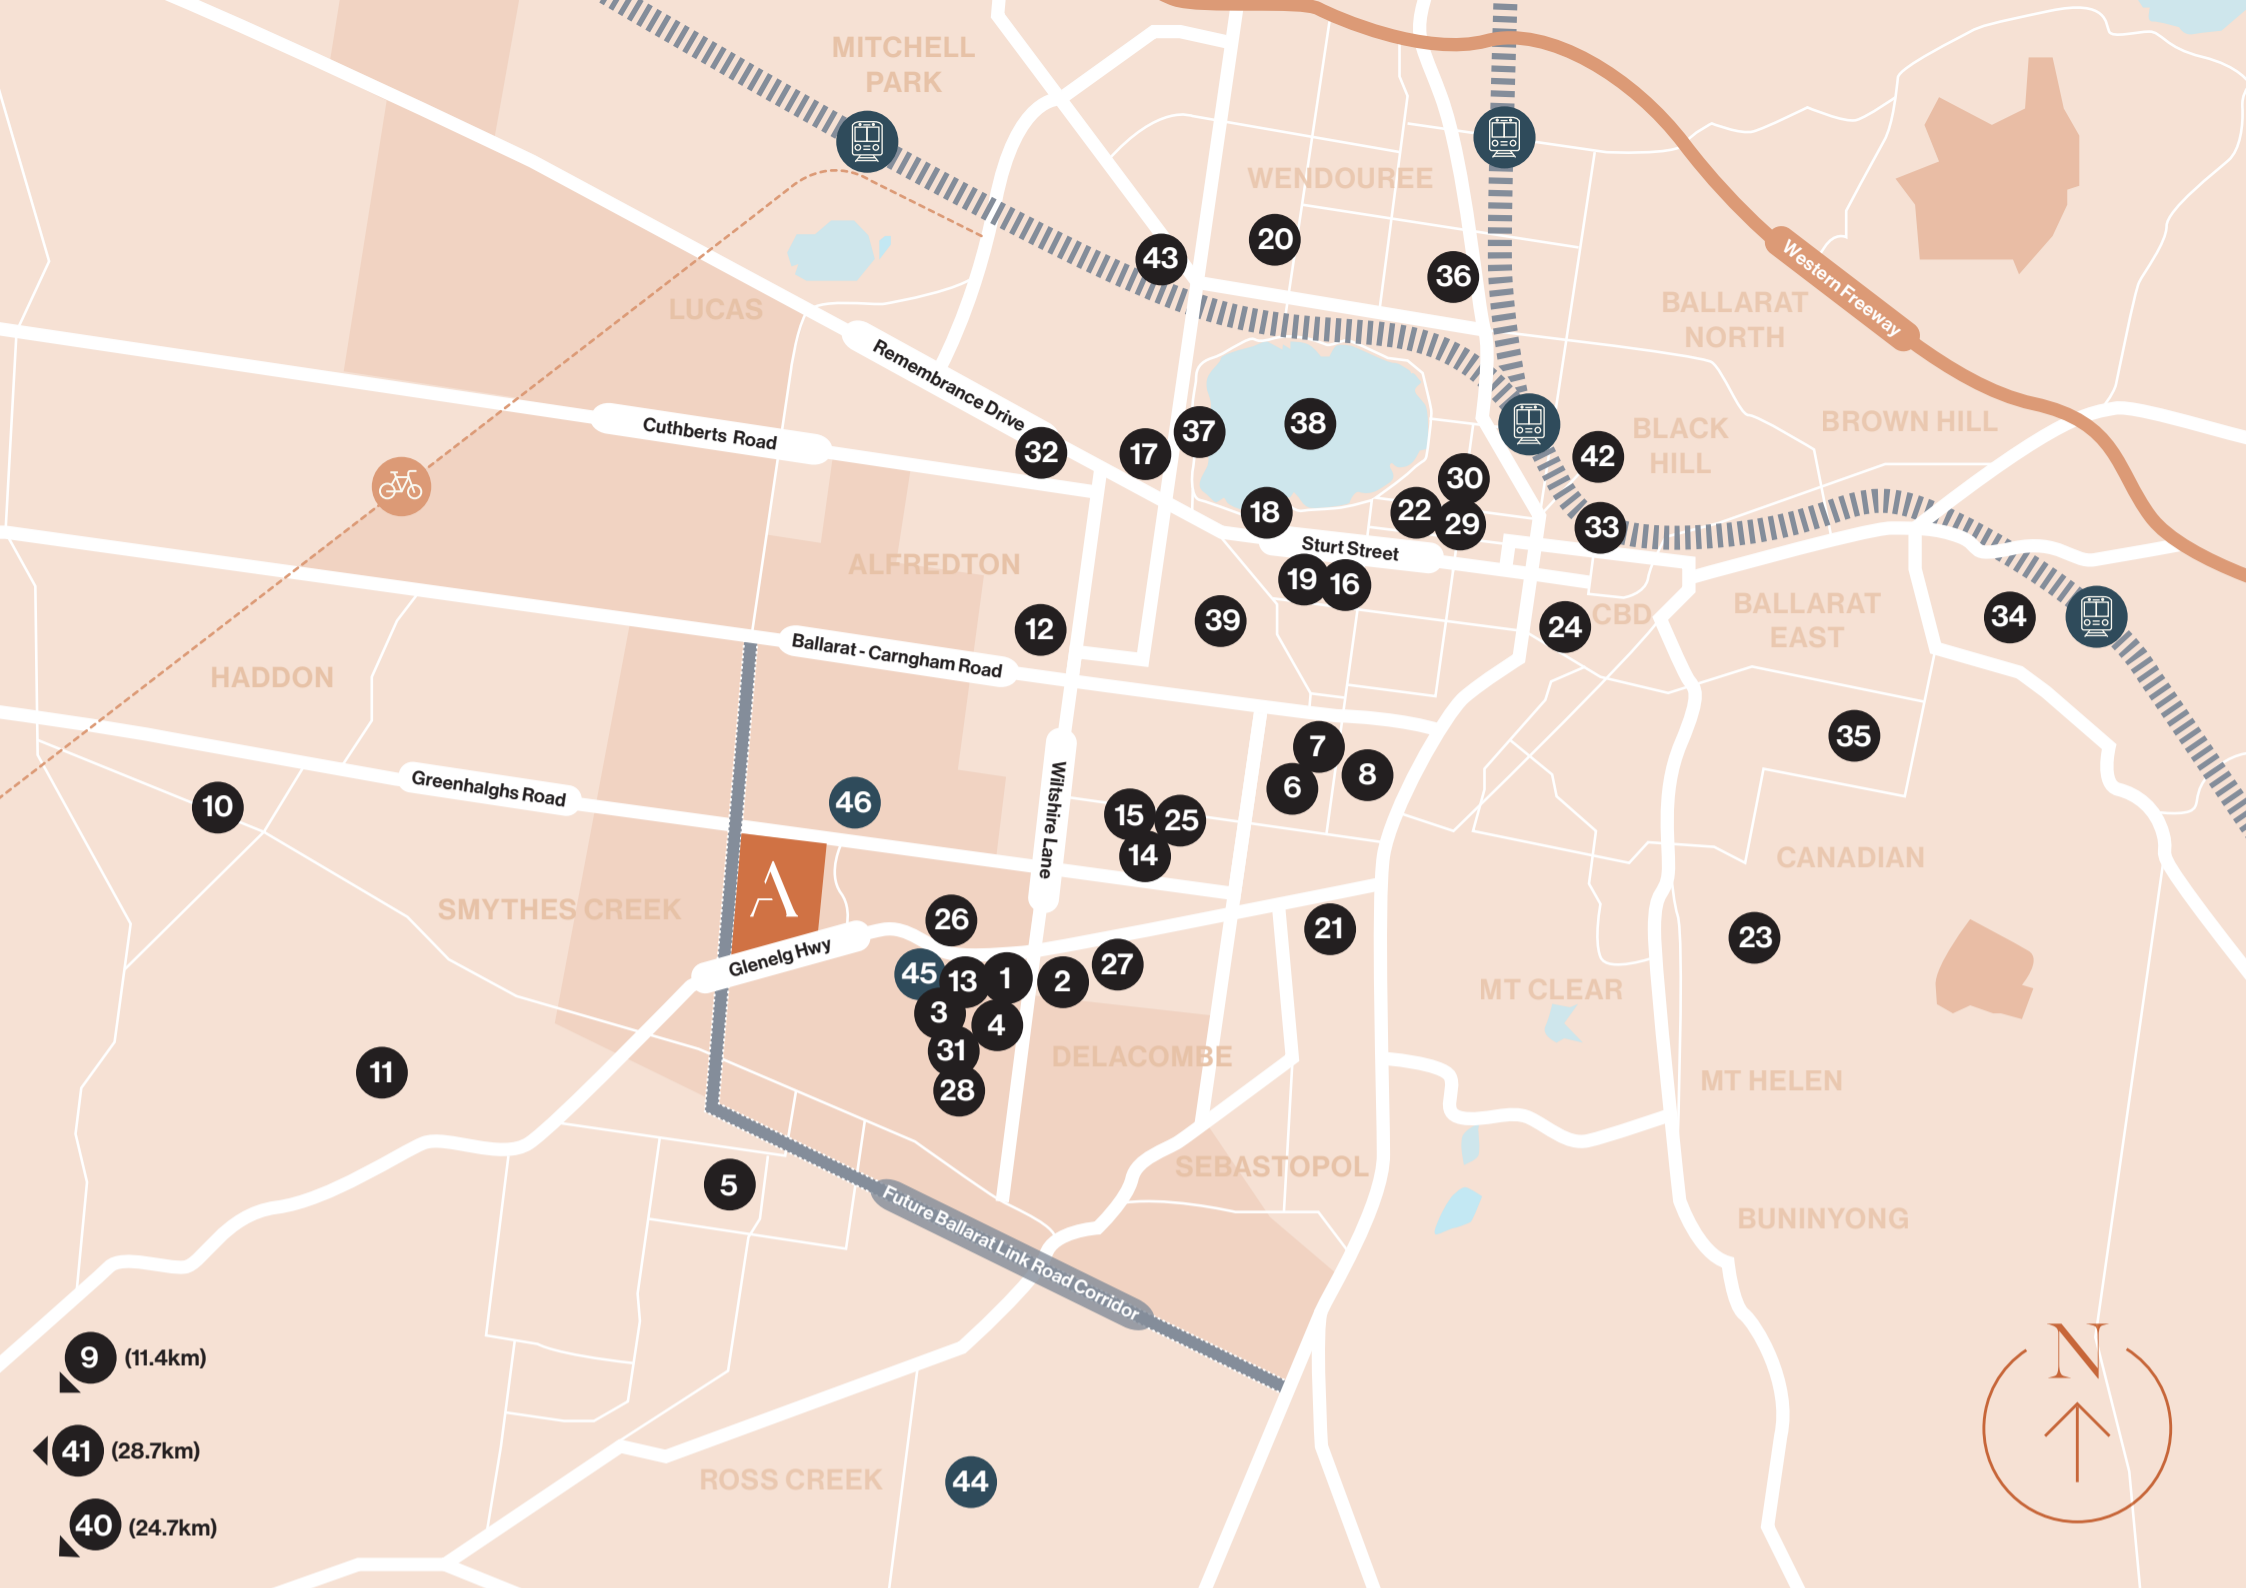 MITCHELL
PARK
WENDOUREE
43
20
36
LUCAS
BALLARAT
NORTH
Western Freeway
Remembrance Drive
Cuthberts Road
32
17
37
38
BLACK
HILL
BROWN HILL
42
30
22
29
18
33
Sturt Street
19
16
ALFREDTON
12
39
24
CBD
BALLARAT
EAST
34
Ballarat - Carngham Road
HADDON
35
7
8
6
Greenhalghs Road
10
46
Wiltshire Lane
15
25
14
CANADIAN
A
SMYTHES CREEK
26
21
23
Glenelg Hwy
45
13
1
2
27
3
4
31
28
MT CLEAR
DELACOMBE
MT HELEN
11
5
SEBASTOPOL
BUNINYONG
Future Ballarat Link Road Corridor
9 (11.4km)
41 (28.7km)
40 (24.7km)
ROSS CREEK
44
N